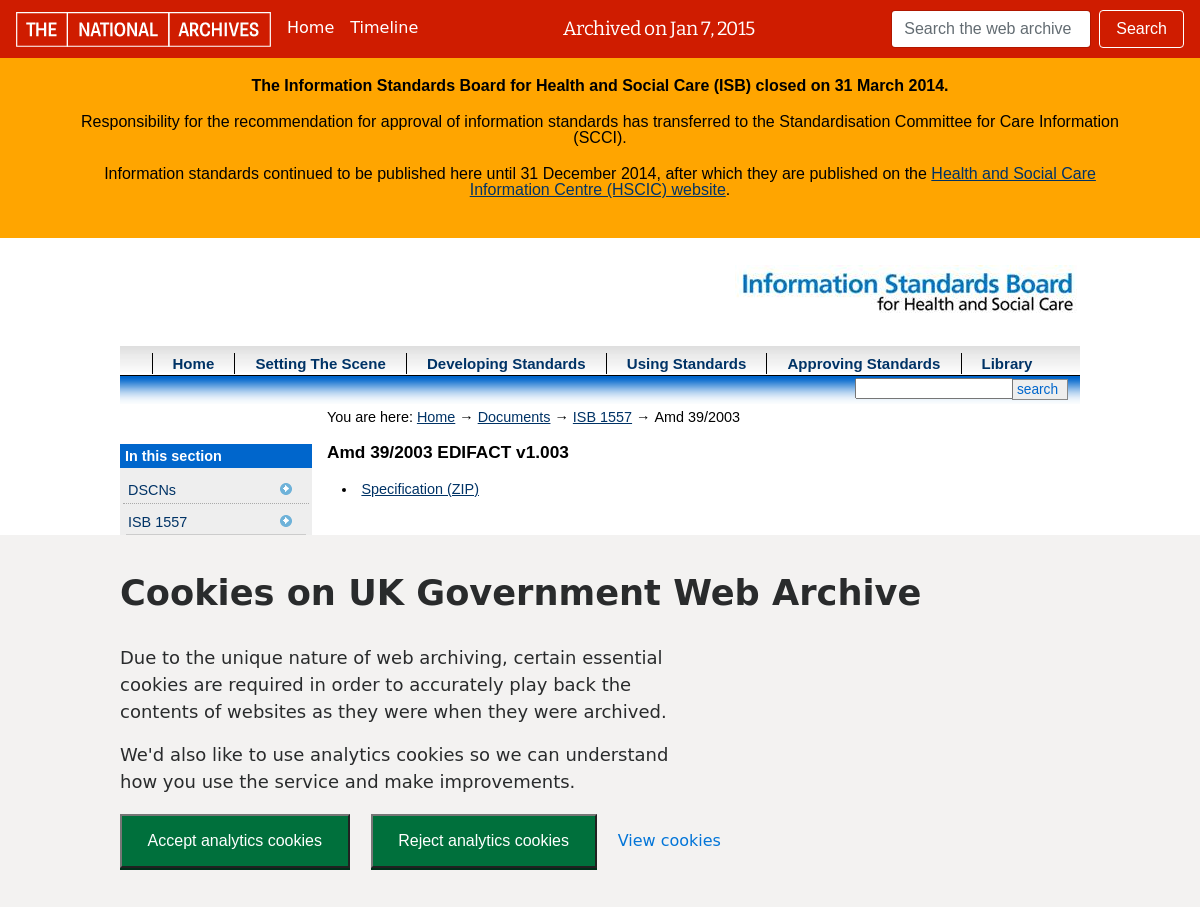 THE NATIONAL ARCHIVES Home Timeline Archived on Jan 7, 2015 Search the web archive Search
The Information Standards Board for Health and Social Care (ISB) closed on 31 March 2014.
Responsibility for the recommendation for approval of information standards has transferred to the Standardisation Committee for Care Information
(SCCI).
Information standards continued to be published here until 31 December 2014, after which they are published on the Health and Social Care
Information Centre (HSCIC) website.
Information Standards Board
for Health and Social Care
Home Setting The Scene Developing Standards Using Standards Approving Standards Library
search
You are here: Home → Documents → ISB 1557 → Amd 39/2003
In this section
DSCNs
ISB 1557
Amd 39/2003 EDIFACT v1.003
• Specification (ZIP)
Cookies on UK Government Web Archive
Due to the unique nature of web archiving, certain essential
cookies are required in order to accurately play back the
contents of websites as they were when they were archived.
We'd also like to use analytics cookies so we can understand
how you use the service and make improvements.
Accept analytics cookies Reject analytics cookies View cookies